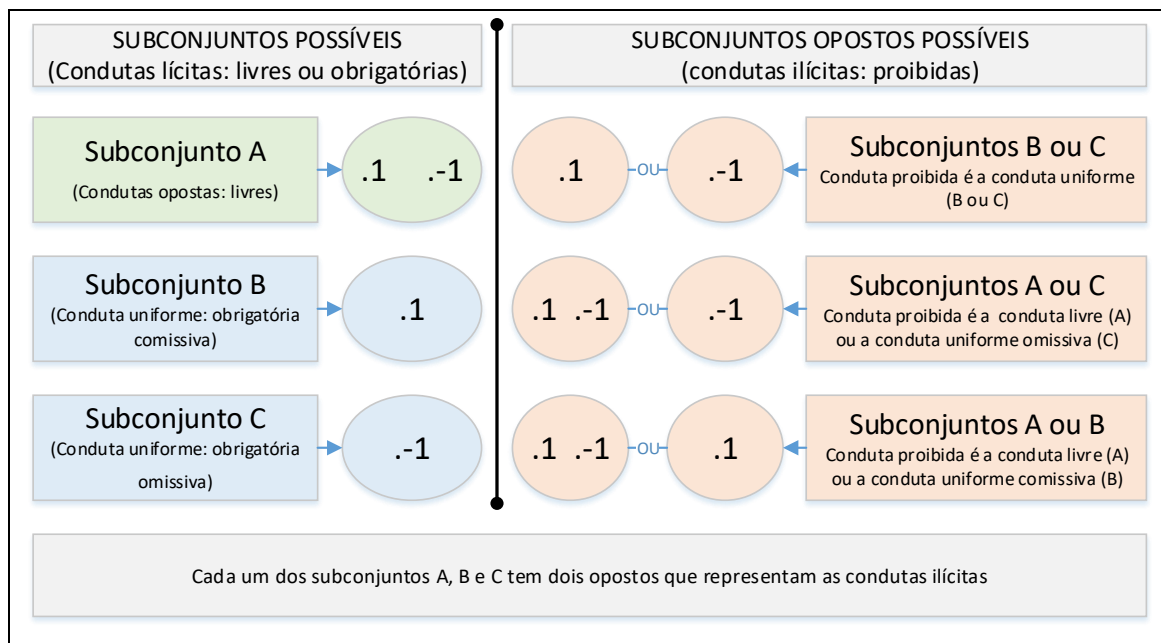 SUBCONJUNTOS POSSÍVEIS
(Condutas lícitas: livres ou obrigatórias)
SUBCONJUNTOS OPOSTOS POSSÍVEIS
(condutas ilícitas: proibidas)
Subconjunto A
(Condutas opostas: livres)
.1 .-1
.1
OU
.-1
Subconjuntos B ou C
Conduta proibida é a conduta uniforme
(B ou C)
Subconjunto B
(Conduta uniforme: obrigatória
comissiva)
.1
.1 .-1
OU
.-1
Subconjuntos A ou C
Conduta proibida é a conduta livre (A)
ou a conduta uniforme omissiva (C)
Subconjunto C
(Conduta uniforme: obrigatória
omissiva)
.-1
.1 .-1
OU
.1
Subconjuntos A ou B
Conduta proibida é a conduta livre (A)
ou a conduta uniforme comissiva (B)
Cada um dos subconjuntos A, B e C tem dois opostos que representam as condutas ilícitas